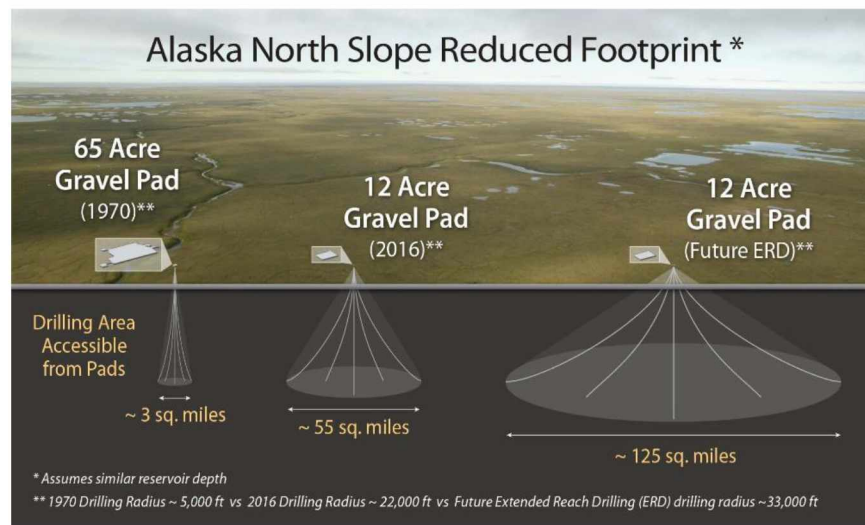 Alaska North Slope Reduced Footprint *
65 Acre
Gravel Pad
(1970)**
12 Acre
Gravel Pad
(2016)**
12 Acre
Gravel Pad
(Future ERD)**
Drilling Area
Accessible
from Pads
~ 3 sq. miles
~ 55 sq. miles
~ 125 sq. miles
* Assumes similar reservoir depth
** 1970 Drilling Radius ~ 5,000 ft vs 2016 Drilling Radius ~ 22,000 ft vs Future Extended Reach Drilling (ERD) drilling radius ~33,000 ft